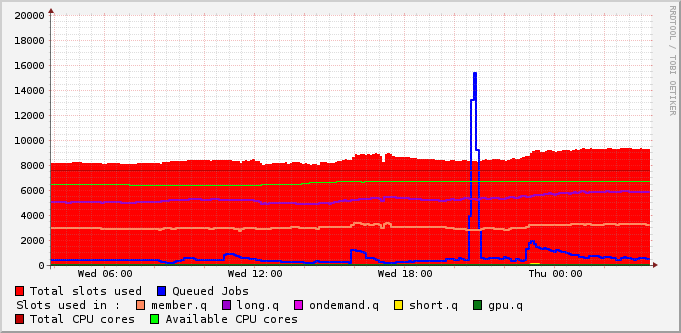 20000
18000
16000
14000
12000
10000
8000
6000
4000
2000
0
Wed 06:00 Wed 12:00 Wed 18:00 Thu 00:00
Total slots used Queued Jobs
Slots used in : member.q long.q ondemand.q short.q gpu.q
Total CPU cores Available CPU cores
RRDTOOL / TOBI OETIKER